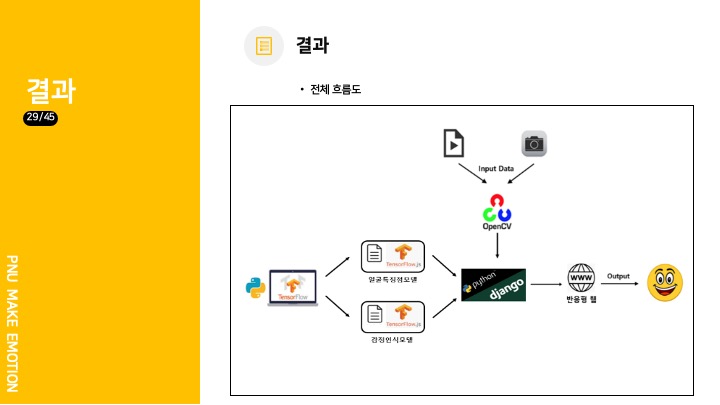 결과
29/45
PNU MAKE EMOTION
결과
• 전체 흐름도
Input Data
OpenCV
TensorFlow
TensorFlow.js
얼굴특징점모델
TensorFlow.js
감정인식모델
python
django
WWW
반응형 웹
Output